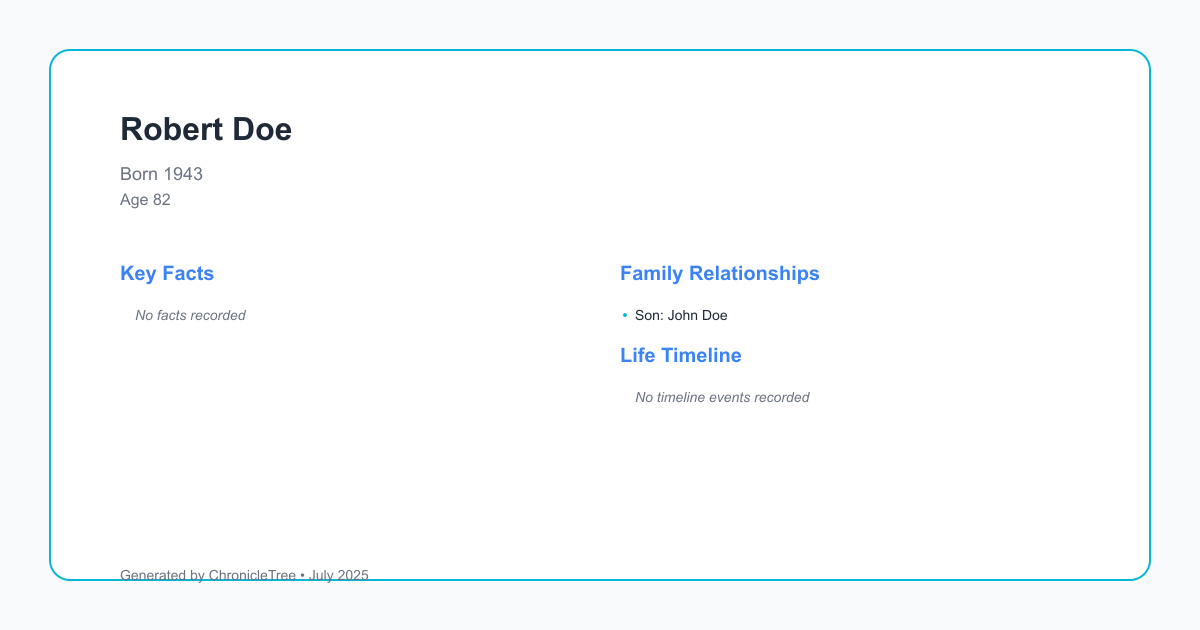 Robert Doe
Born 1943
Age 82
Key Facts
No facts recorded
Family Relationships
• Son: John Doe
Life Timeline
No timeline events recorded
Generated by ChronicleTree • July 2025